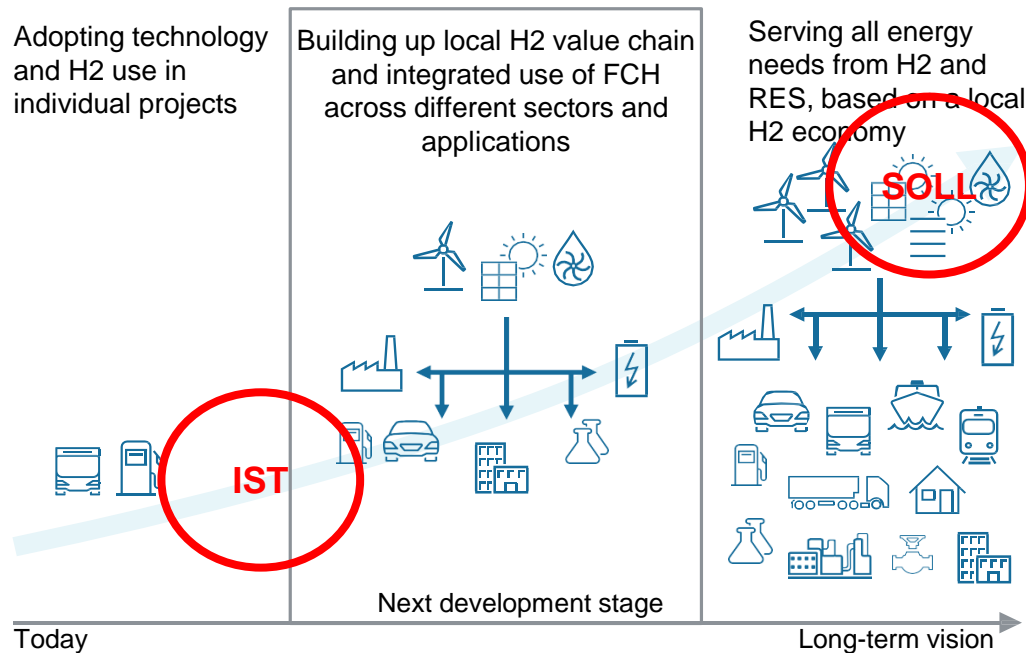 Adopting technology
and H2 use in
individual projects
Building up local H2 value chain
and integrated use of FCH
across different sectors and
applications
Serving all energy
needs from H2 and
RES, based on a local
H2 economy
SOLL
IST
Next development stage
Today
Long-term vision